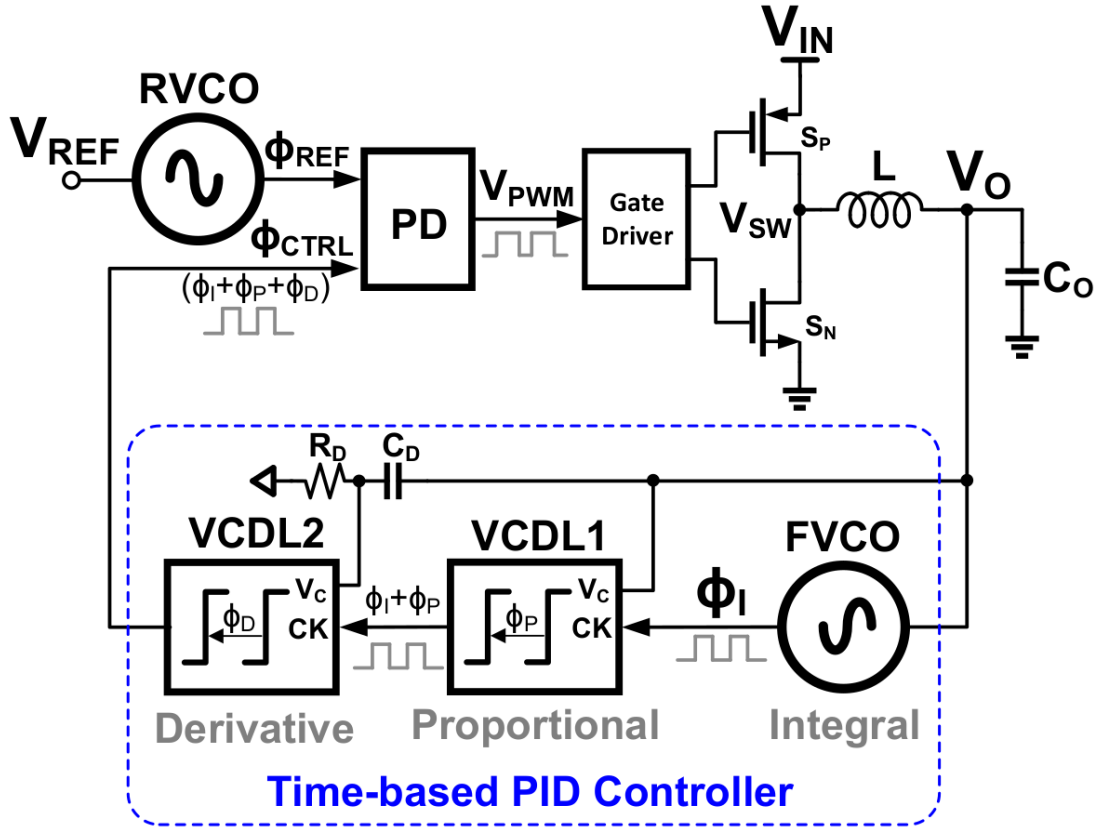 V_IN
RVCO
V_REF
ϕ_REF
S_P
PD
V_PWM
Gate
Driver
V_SW
L
V_O
ϕ_CTRL
(ϕ_I+ϕ_P+ϕ_D)
C_O
S_N
R_D
C_D
VCDL2
VCDL1
FVCO
V_C
ϕ_D
CK
ϕ_I+ϕ_P
V_C
ϕ_P
CK
ϕ_I
Derivative
Proportional
Integral
Time-based PID Controller